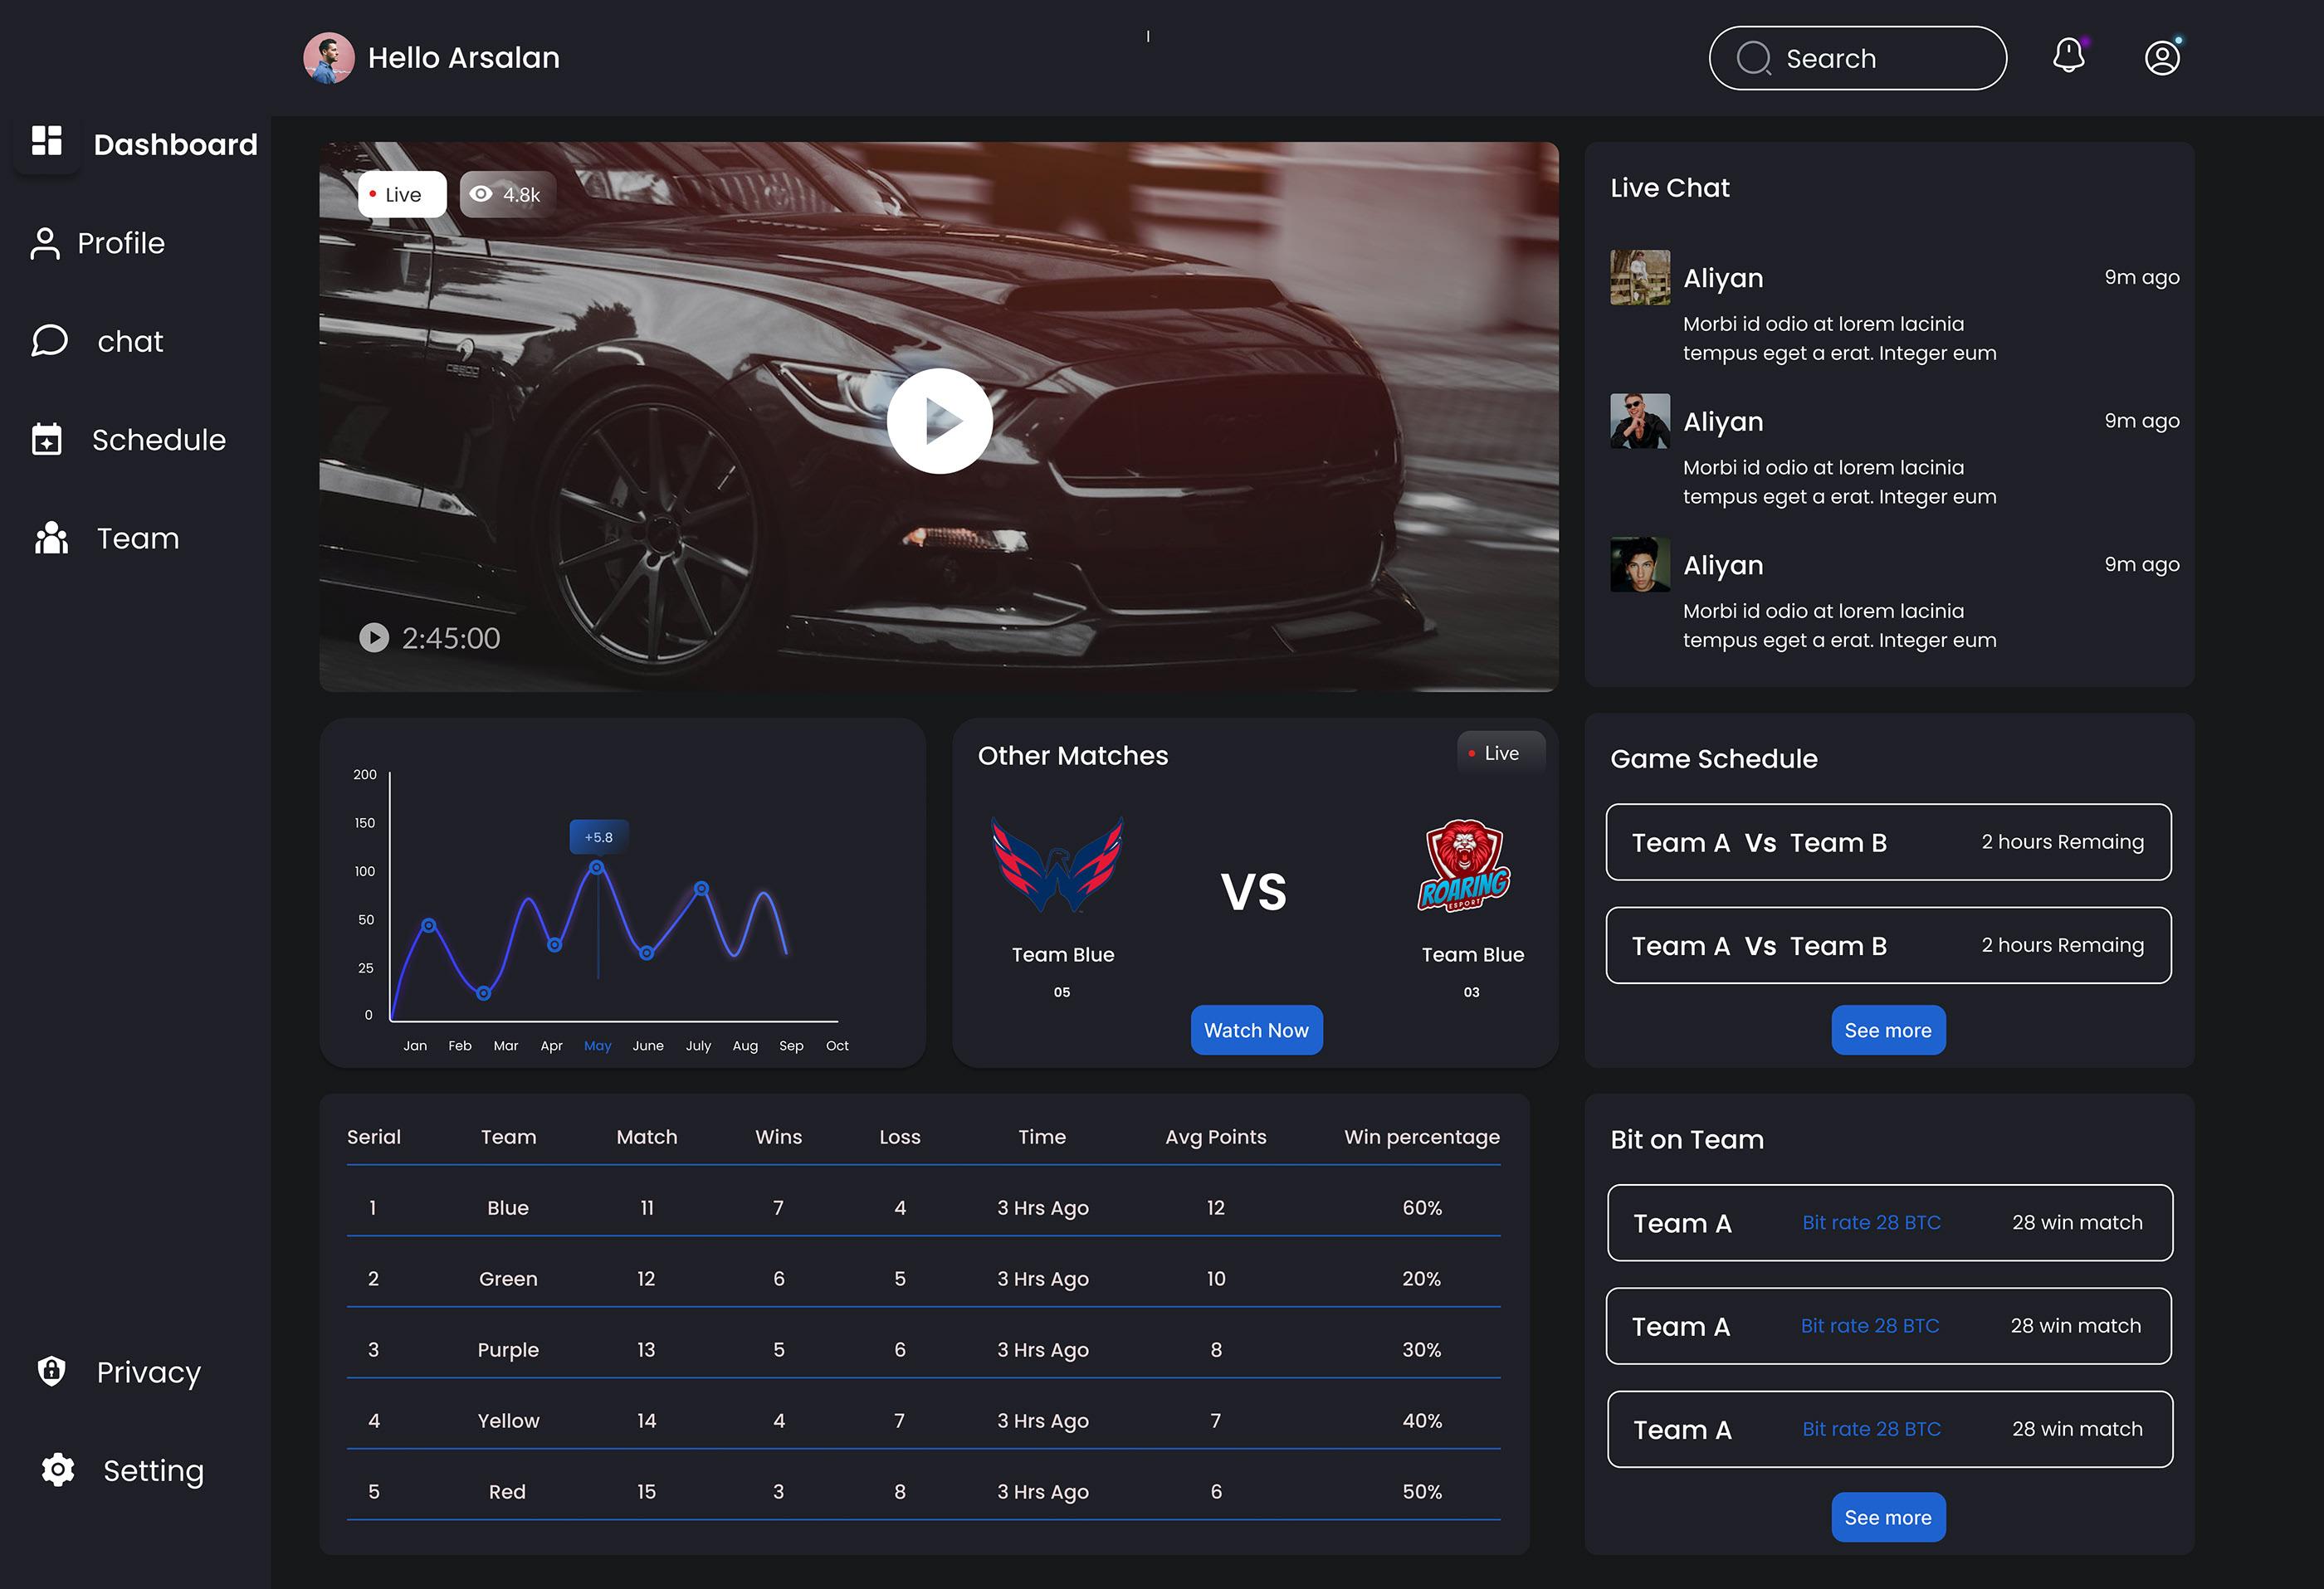 Hello Arsalan
Search
Dashboard
Profile
chat
Schedule
Team
Privacy
Setting
Live
4.8k
2:45:00
Live Chat
Aliyan
9m ago
Morbi id odio at lorem lacinia
tempus eget a erat. Integer eum
Aliyan
9m ago
Morbi id odio at lorem lacinia
tempus eget a erat. Integer eum
Aliyan
9m ago
Morbi id odio at lorem lacinia
tempus eget a erat. Integer eum
200
150
100
50
25
0
+5.8
Jan Feb Mar Apr May June July Aug Sep Oct
Other Matches
Live
VS
ROARING
ESPORT
Team Blue
Team Blue
05
03
Watch Now
Game Schedule
Team A Vs Team B 2 hours Remaing
Team A Vs Team B 2 hours Remaing
See more
Serial Team Match Wins Loss Time Avg Points Win percentage
1 Blue 11 7 4 3 Hrs Ago 12 60%
2 Green 12 6 5 3 Hrs Ago 10 20%
3 Purple 13 5 6 3 Hrs Ago 8 30%
4 Yellow 14 4 7 3 Hrs Ago 7 40%
5 Red 15 3 8 3 Hrs Ago 6 50%
Bit on Team
Team A Bit rate 28 BTC 28 win match
Team A Bit rate 28 BTC 28 win match
Team A Bit rate 28 BTC 28 win match
See more